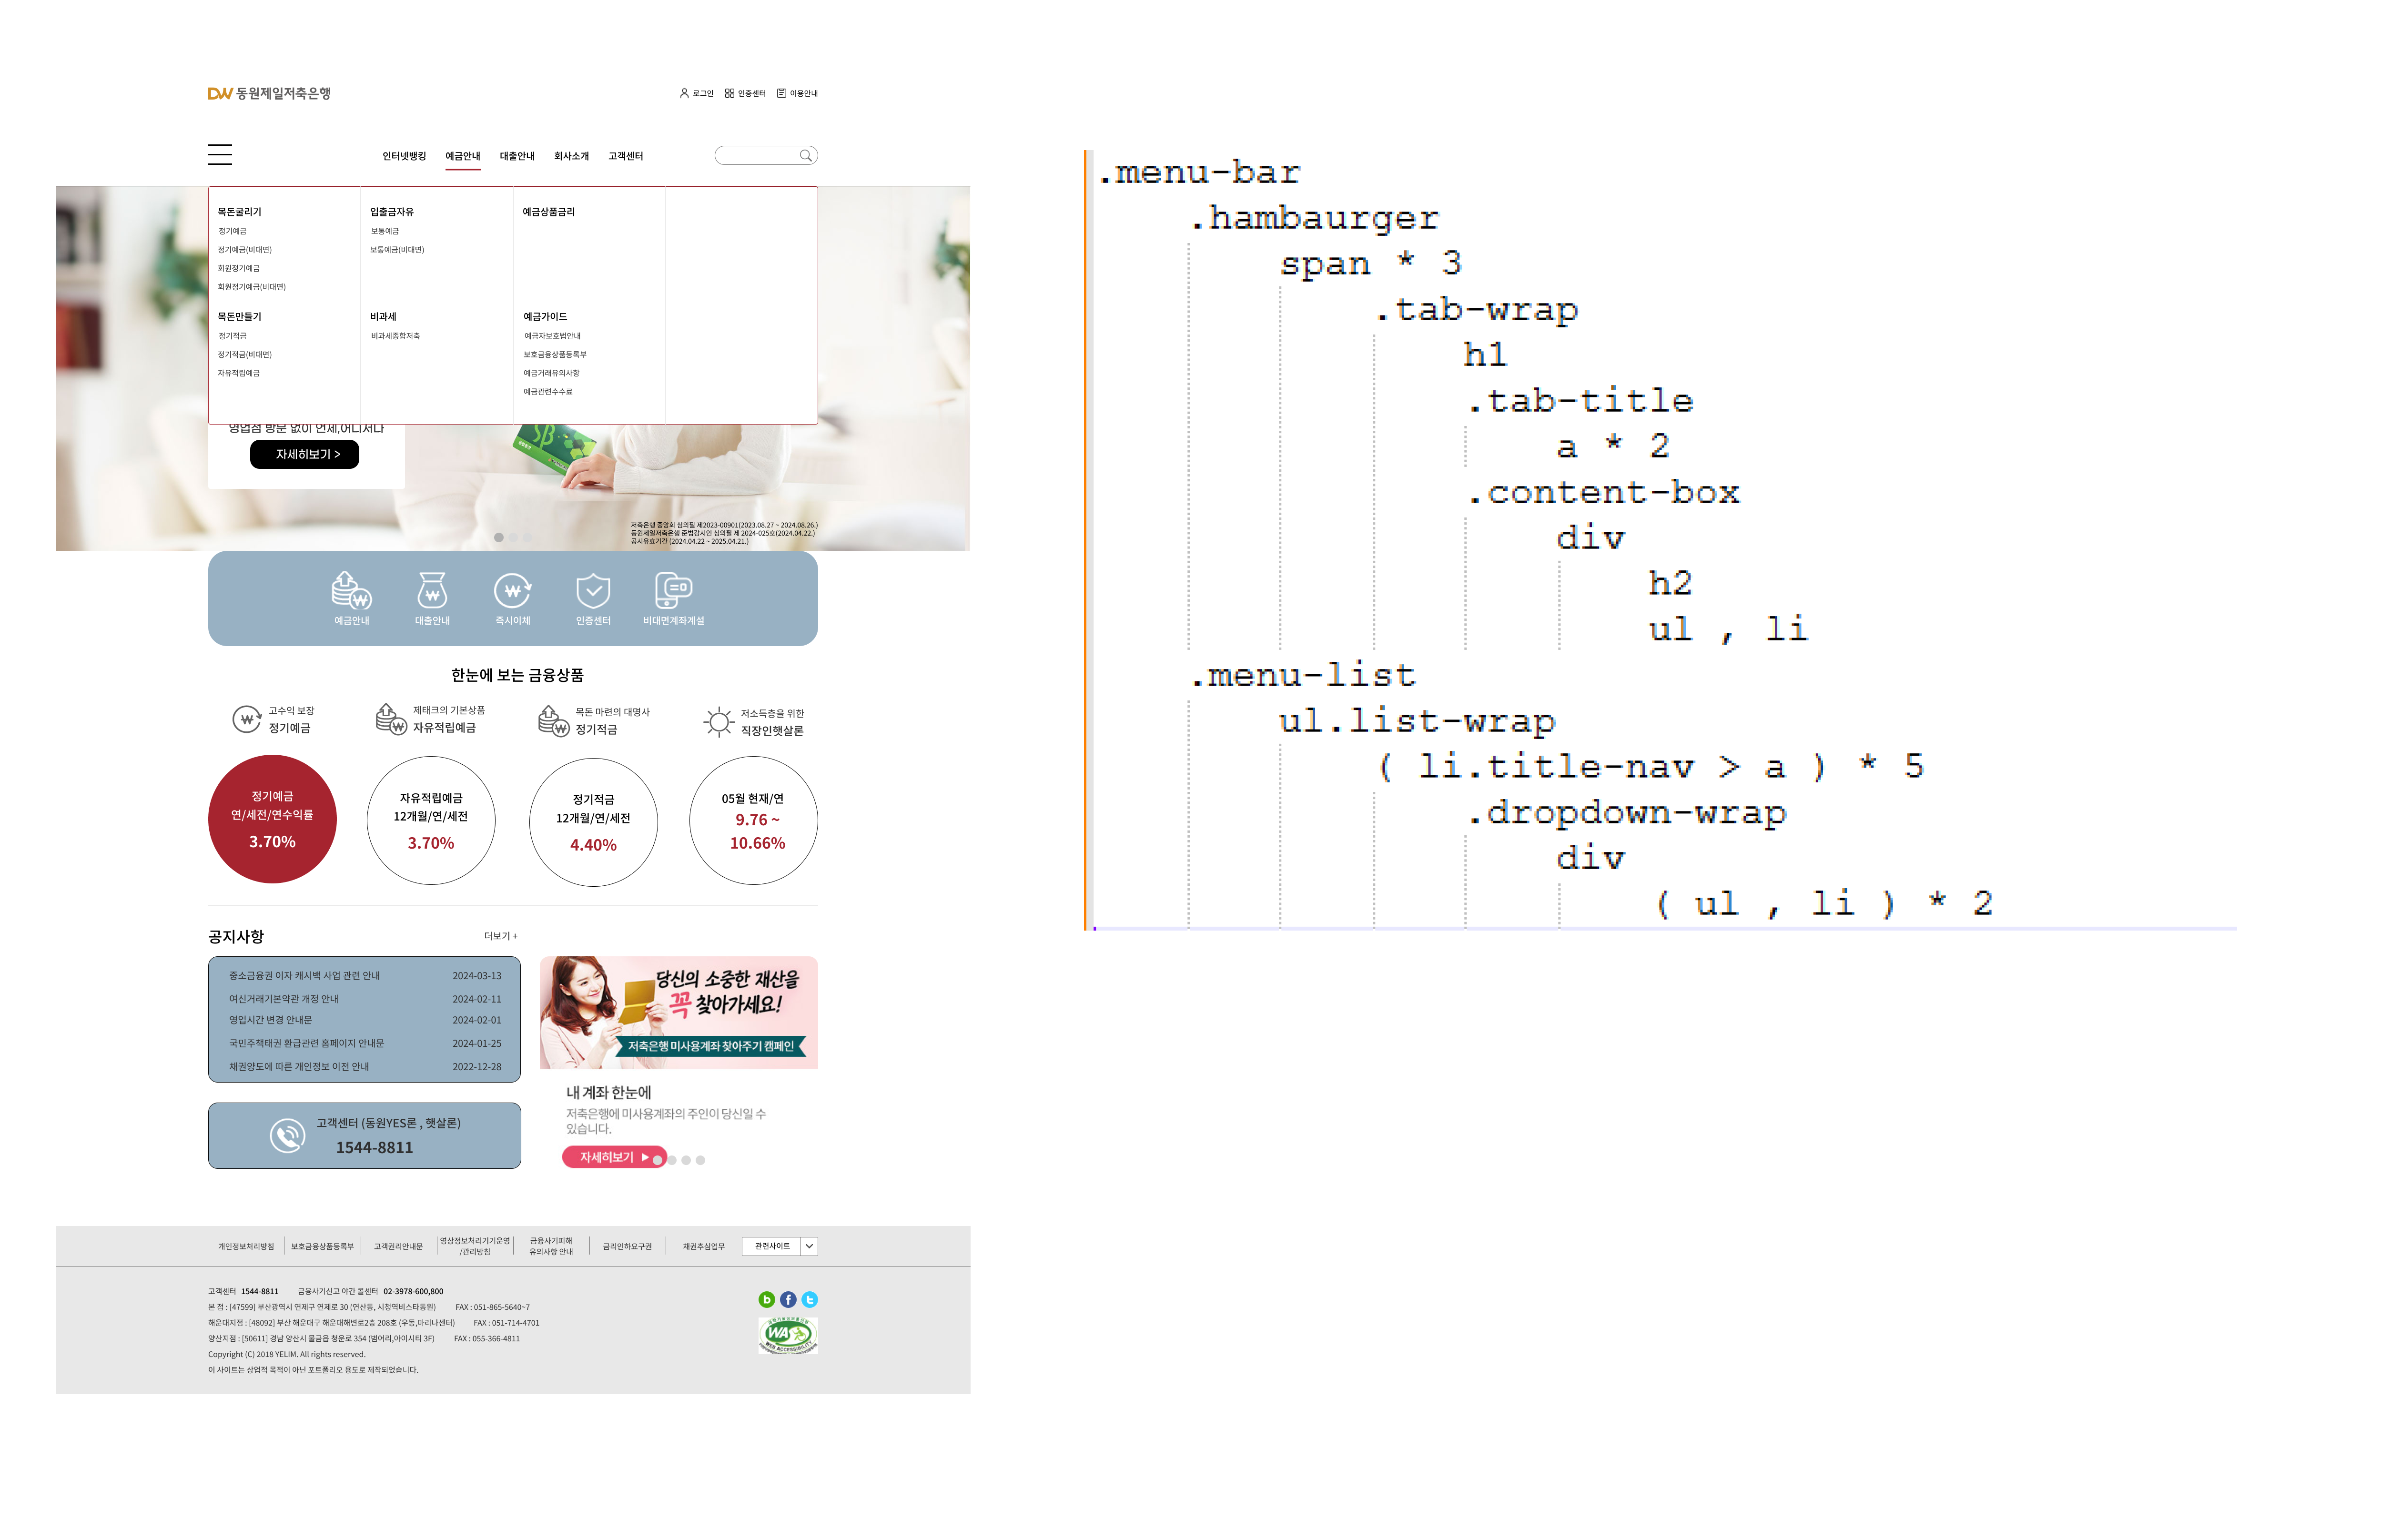 DW 동원제일저축은행
로그인 인증센터 이용안내
인터넷뱅킹 예금안내 대출안내 회사소개 고객센터
목돈굴리기
정기예금
정기예금(비대면)
회원정기예금
회원정기예금(비대면)
입출금자유
보통예금
보통예금(비대면)
예금상품금리
목돈만들기
정기적금
정기적금(비대면)
자유적립예금
비과세
비과세종합저축
예금가이드
예금자보호법안내
보호금융상품등록부
예금거래유의사항
예금관련수수료
영업점 방문 없이 언제,어디서나
자세히보기 >
저축은행 중앙회 심의필 제2023-00901(2023.08.27 ~ 2024.08.26.)
동원제일저축은행 준법감시인 심의필 제 2024-025호(2024.04.22.)
공시유효기간 (2024.04.22 ~ 2025.04.21.)
예금안내 대출안내 즉시이체 인증센터 비대면계좌계설
한눈에 보는 금융상품
고수익 보장
정기예금
제태크의 기본상품
자유적립예금
목돈 마련의 대명사
정기적금
저소득층을 위한
직장인햇살론
정기예금
연/세전/연수익률
3.70%
자유적립예금
12개월/연/세전
3.70%
정기적금
12개월/연/세전
4.40%
05월 현재/연
9.76 ~
10.66%
공지사항 더보기 +
중소금융권 이자 캐시백 사업 관련 안내 2024-03-13
여신거래기본약관 개정 안내 2024-02-11
영업시간 변경 안내문 2024-02-01
국민주책태권 환급관련 홈페이지 안내문 2024-01-25
채권양도에 따른 개인정보 이전 안내 2022-12-28
고객센터 (동원YES론 , 햇살론)
1544-8811
당신의 소중한 재산을
꼭 찾아가세요!
저축은행 미사용계좌 찾아주기 캠페인
내 계좌 한눈에
저축은행에 미사용계좌의 주인이 당신일 수
있습니다.
자세히보기 ▶
개인정보처리방침 보호금융상품등록부 고객권리안내문 영상정보처리기기운영
/관리방침 금융사기피해
유의사항 안내 금리인하요구권 채권추심업무 관련사이트
고객센터 1544-8811 금융사기신고 야간 콜센터 02-3978-600,800
본 점 : [47599] 부산광역시 연제구 연제로 30 (연산동, 시청역비스타동원) FAX : 051-865-5640~7
해운대지점 : [48092] 부산 해운대구 해운대해변로2층 208호 (우동,마리나센터) FAX : 051-714-4701
양산지점 : [50611] 경남 양산시 물금읍 청운로 354 (범어리,아이시티 3F) FAX : 055-366-4811
Copyright (C) 2018 YELIM. All rights reserved.
이 사이트는 상업적 목적이 아닌 포트폴리오 용도로 제작되었습니다.
WA
WEB ACCESSIBILITY
.menu-bar
.hambaurger
span * 3
.tab-wrap
h1
.tab-title
a * 2
.content-box
div
h2
ul , li
.menu-list
ul.list-wrap
( li.title-nav > a ) * 5
.dropdown-wrap
div
( ul , li ) * 2